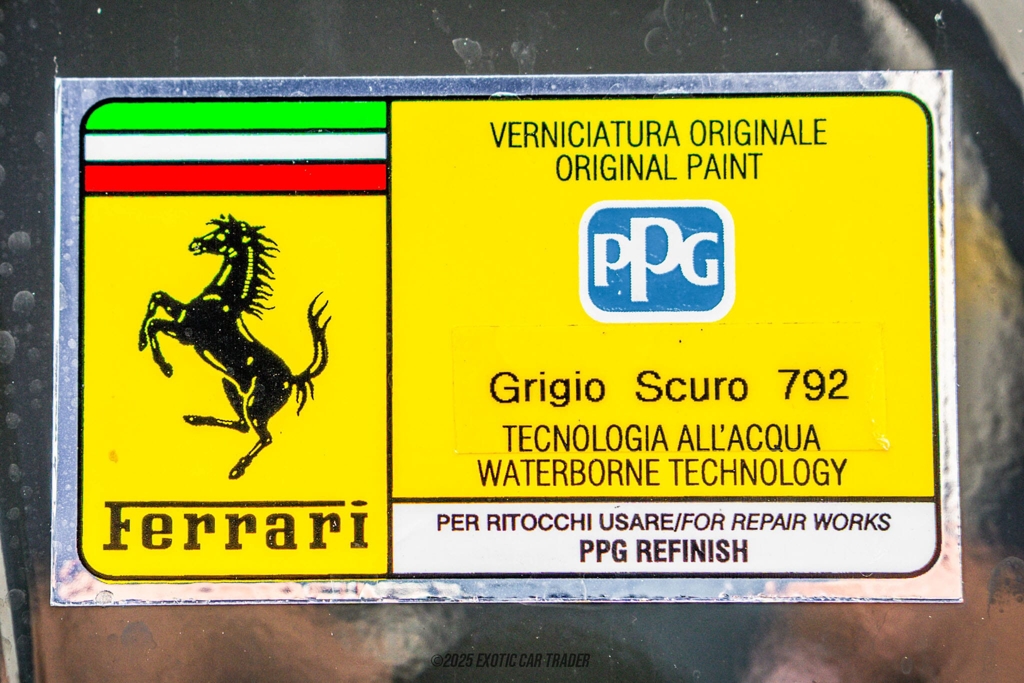 VERNICIATURA ORIGINALE
ORIGINAL PAINT
PPG
Grigio Scuro 792
TECNOLOGIA ALL'ACQUA
WATERBORNE TECHNOLOGY
Ferrari
PER RITOCCHI USARE/FOR REPAIR WORKS
PPG REFINISH
©2025 EXOTIC CAR TRADER